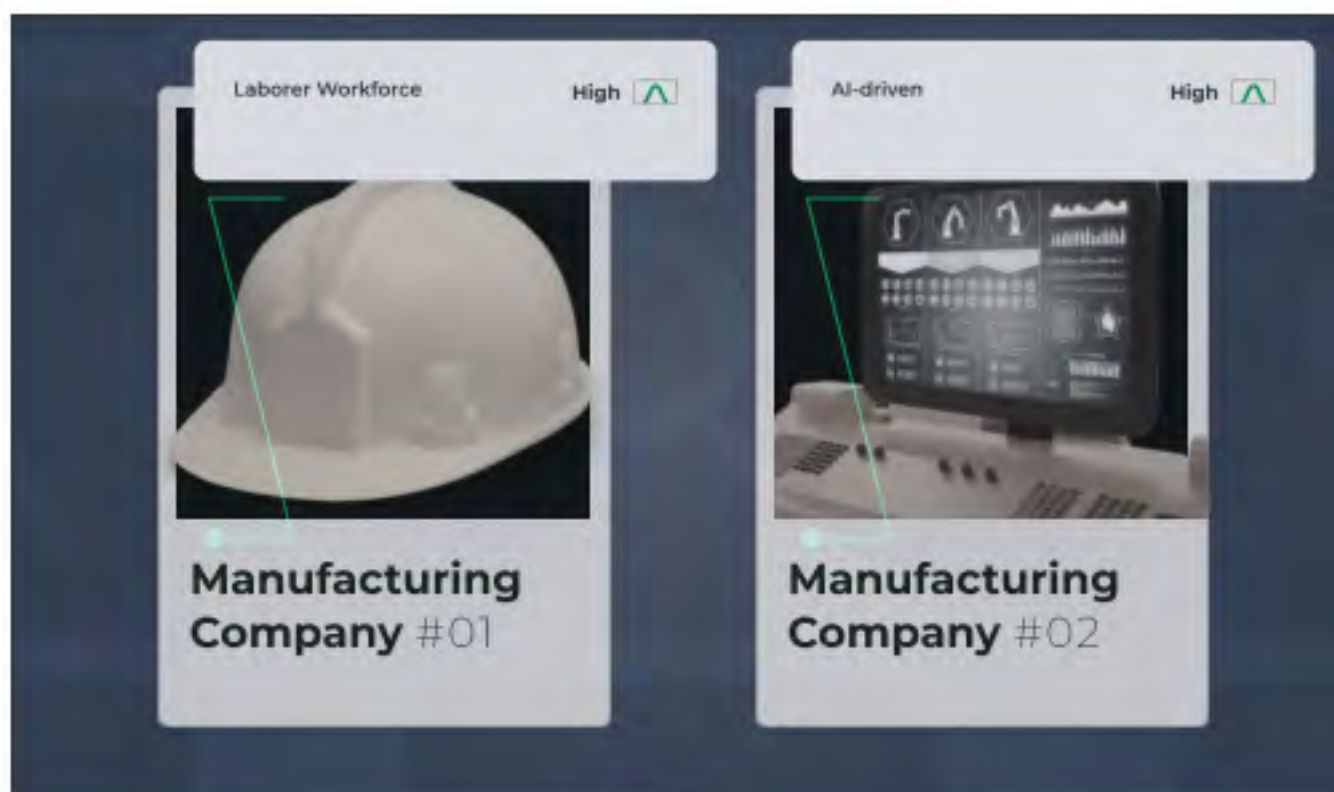 Laborer Workforce High
AI-driven High
Manufacturing
Company #01
Manufacturing
Company #02